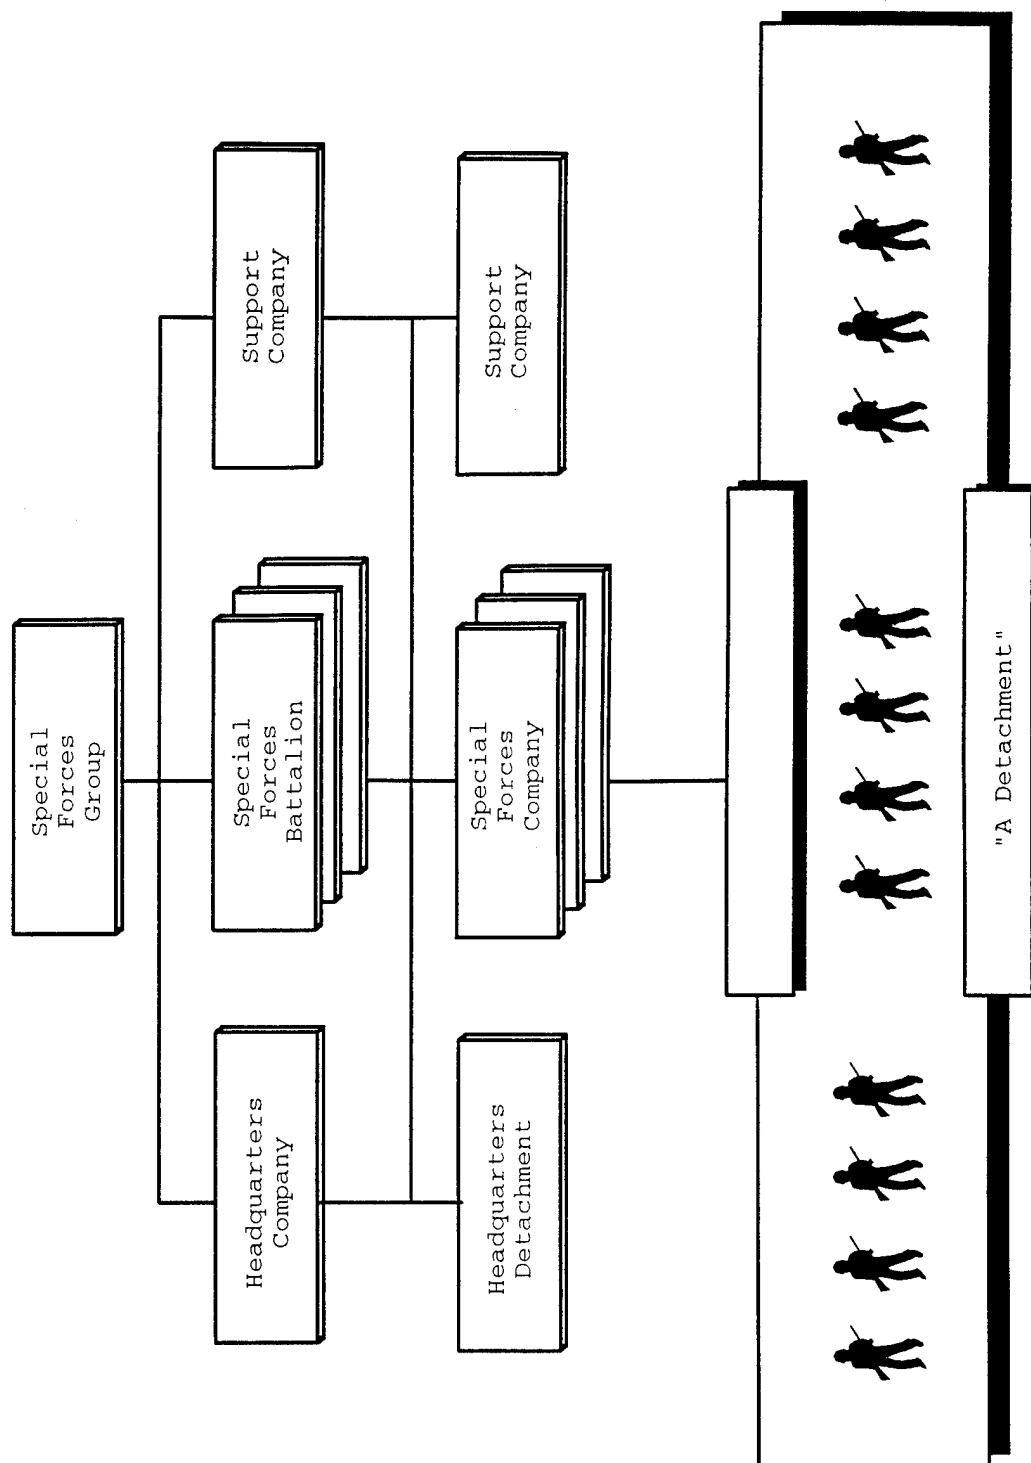 Special
Forces
Group
Headquarters
Company
Special
Forces
Battalion
Support
Company
Headquarters
Detachment
Special
Forces
Company
Support
Company
"A Detachment"